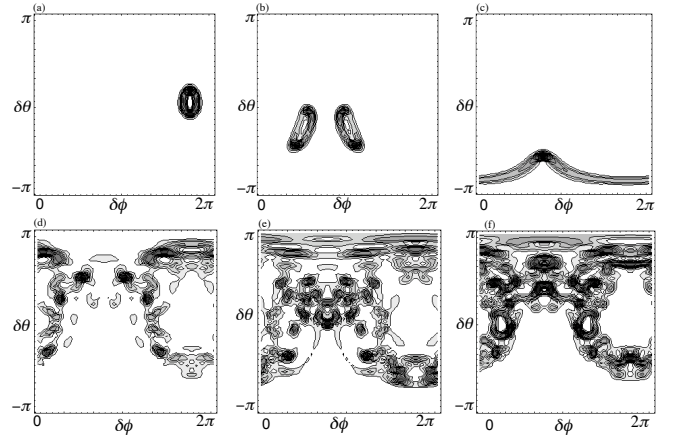 (a) (b) (c)
π π π
δθ δθ δθ
−π −π −π
0 δφ 2π 0 δφ 2π 0 δφ 2π
(d) (e) (f)
π π π
δθ δθ δθ
−π −π −π
0 δφ 2π 0 δφ 2π 0 δφ 2π